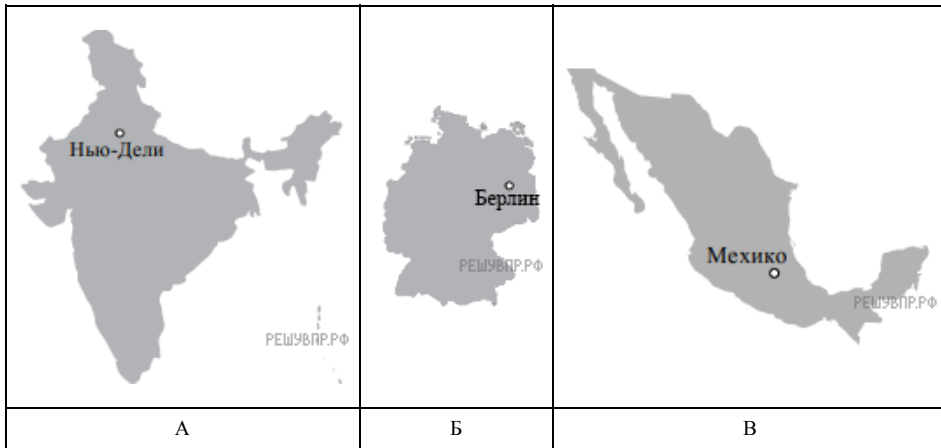 Нью-Дели
РЕШУВПР.РФ
Берлин
РЕШУВПР.РФ
Мехико
РЕШУВПР.РФ
А
Б
В